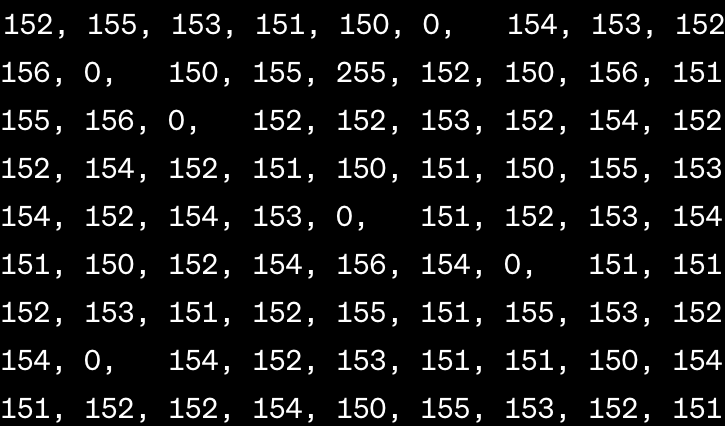 152, 155, 153, 151, 150, 0,   154, 153, 152
156, 0,   150, 155, 255, 152, 150, 156, 151
155, 156, 0,   152, 152, 153, 152, 154, 152
152, 154, 152, 151, 150, 151, 150, 155, 153
154, 152, 154, 153, 0,   151, 152, 153, 154
151, 150, 152, 154, 156, 154, 0,   151, 151
152, 153, 151, 152, 155, 151, 155, 153, 152
154, 0,   154, 152, 153, 151, 151, 150, 154
151, 152, 152, 154, 150, 155, 153, 152, 151